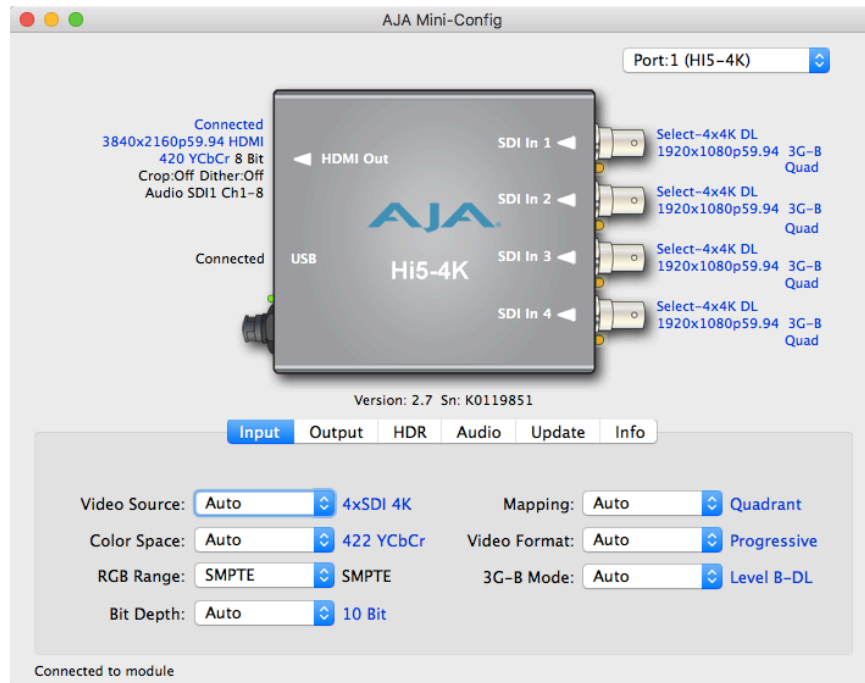 AJA Mini-Config
Port:1 (HI5-4K)
Connected
3840x2160p59.94 HDMI
420 YCbCr 8 Bit
Crop:Off Dither:Off
Audio SDI1 Ch1-8
Connected
HDMI Out
USB
AJA
Hi5-4K
SDI In 1
SDI In 2
SDI In 3
SDI In 4
Select-4x4K DL
1920x1080p59.94 3G-B
Quad
Select-4x4K DL
1920x1080p59.94 3G-B
Quad
Select-4x4K DL
1920x1080p59.94 3G-B
Quad
Select-4x4K DL
1920x1080p59.94 3G-B
Quad
Version: 2.7 Sn: K0119851
Input Output HDR Audio Update Info
Video Source: Auto 4xSDI 4K
Color Space: Auto 422 YCbCr
RGB Range: SMPTE SMPTE
Bit Depth: Auto 10 Bit
Mapping: Auto Quadrant
Video Format: Auto Progressive
3G-B Mode: Auto Level B-DL
Connected to module